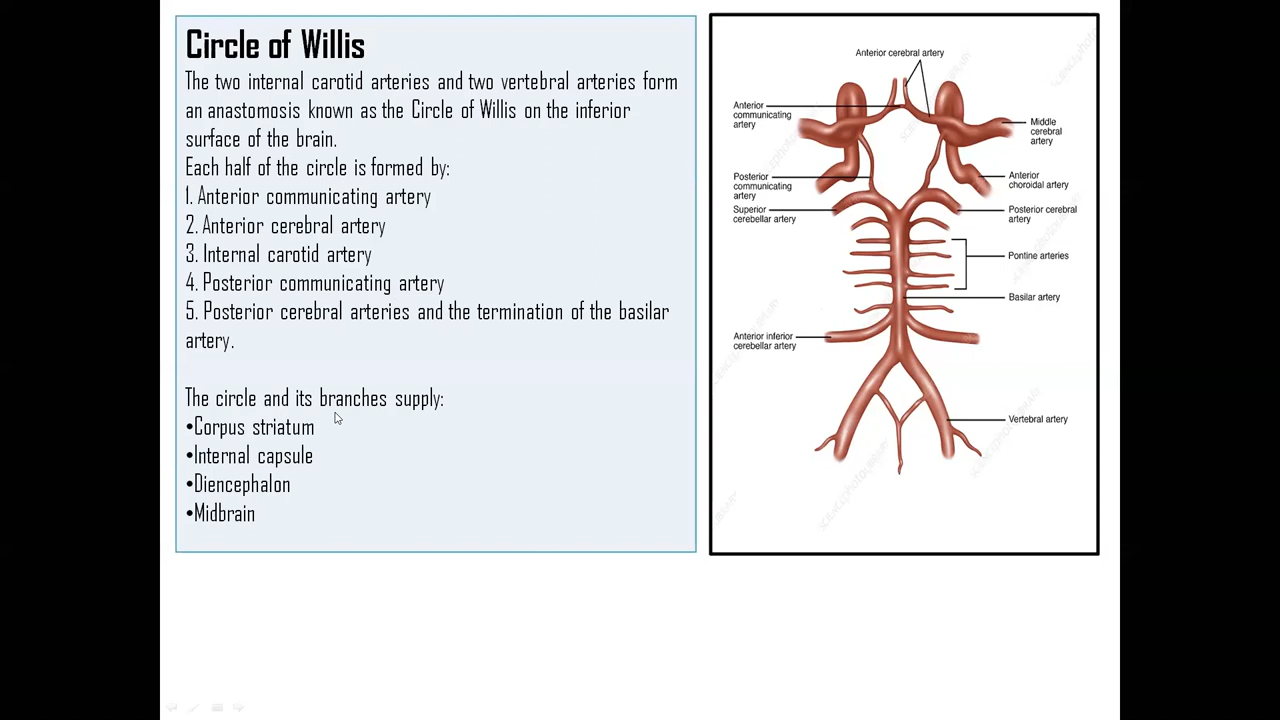 Circle of Willis
The two internal carotid arteries and two vertebral arteries form
an anastomosis known as the Circle of Willis on the inferior
surface of the brain.
Each half of the circle is formed by:
1. Anterior communicating artery
2. Anterior cerebral artery
3. Internal carotid artery
4. Posterior communicating artery
5. Posterior cerebral arteries and the termination of the basilar
artery.
The circle and its branches supply:
•Corpus striatum
•Internal capsule
•Diencephalon
•Midbrain
Anterior cerebral artery
Anterior
communicating
artery
Middle
cerebral
artery
Posterior
communicating
artery
Anterior
choroidal artery
Superior
cerebellar artery
Posterior cerebral
artery
Pontine arteries
Basilar artery
Anterior inferior
cerebellar artery
Vertebral artery